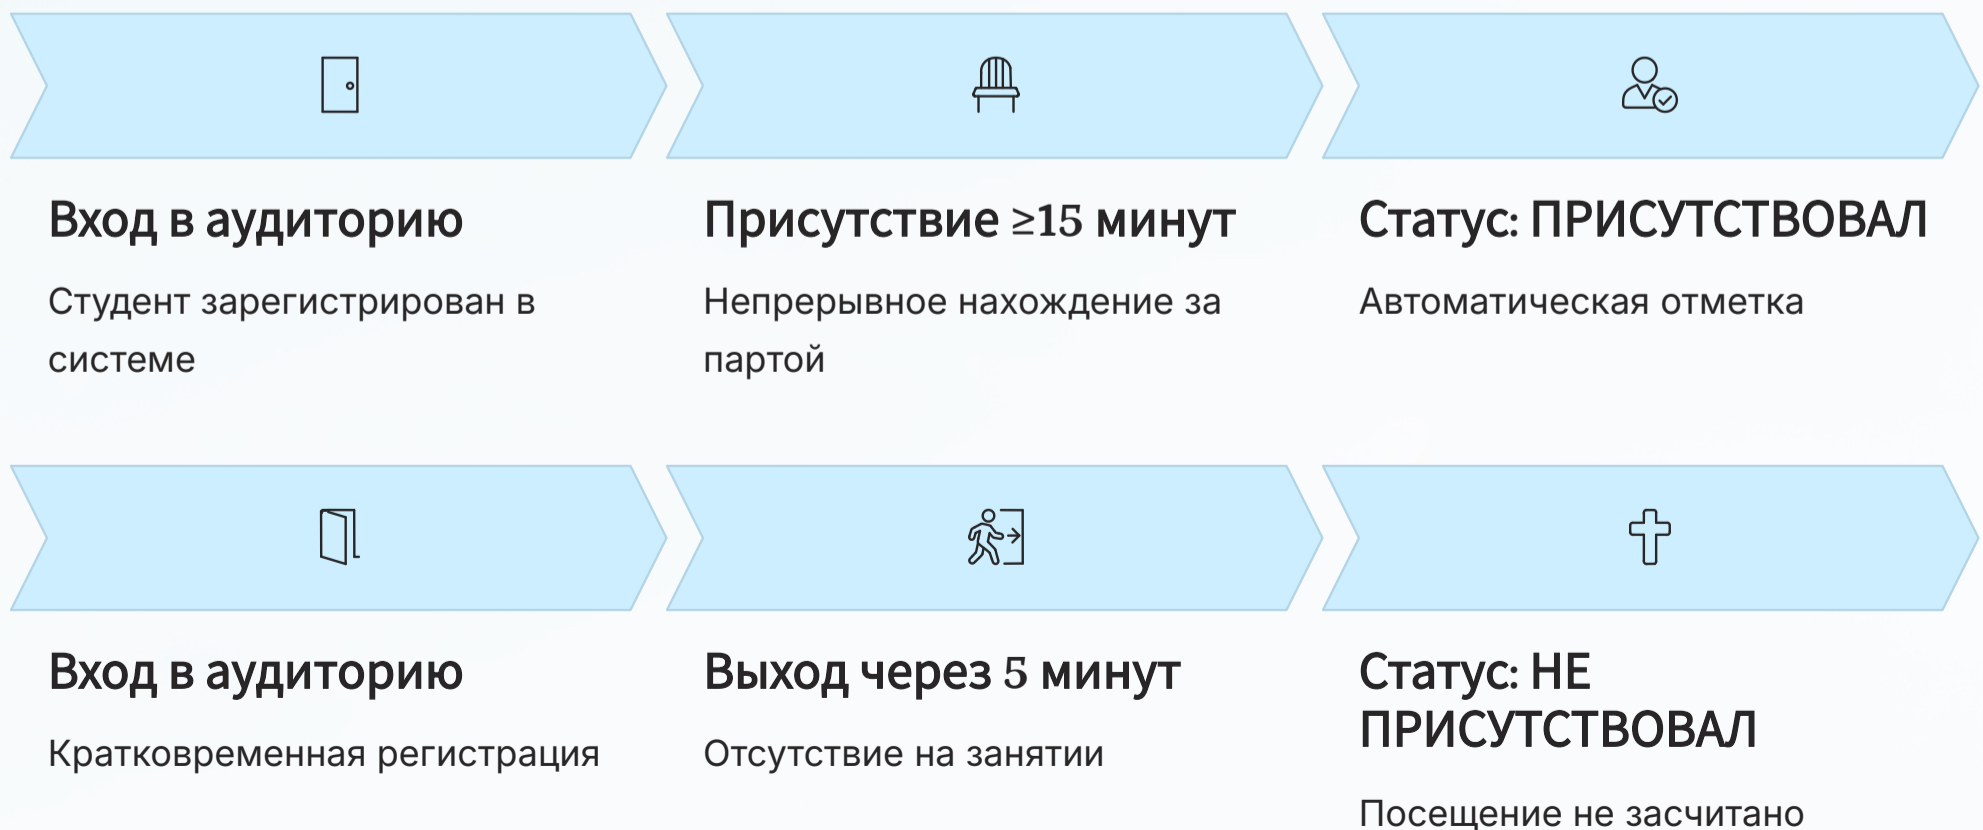 Вход в аудиторию
Студент зарегистрирован в
системе
Присутствие ≥15 минут
Непрерывное нахождение за
партой
Статус: ПРИСУТСТВОВАЛ
Автоматическая отметка
Вход в аудиторию
Кратковременная регистрация
Выход через 5 минут
Отсутствие на занятии
Статус: НЕ
ПРИСУТСТВОВАЛ
Посещение не засчитано